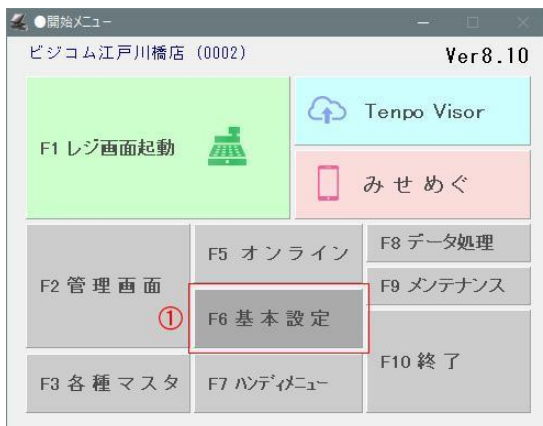 ●開始メニュー
ビジコム江戸川橋店 (0002)
Ver8.10
F1 レジ画面起動
Tenpo Visor
みせめぐ
F2 管理画面
F5 オンライン
F8 データ処理
F9 メンテナンス
① F6 基本設定
F3 各種マスタ
F7 ﾊﾝﾃﾞｨﾒﾆｭｰ
F10 終了